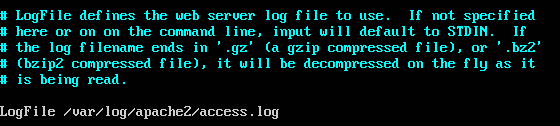 # LogFile defines the web server log file to use.  If not specified
# here or on on the command line, input will default to STDIN.  If
# the log filename ends in '.gz' (a gzip compressed file), or '.bz2'
# (bzip2 compressed file), it will be decompressed on the fly as it
# is being read.
LogFile /var/log/apache2/access.log